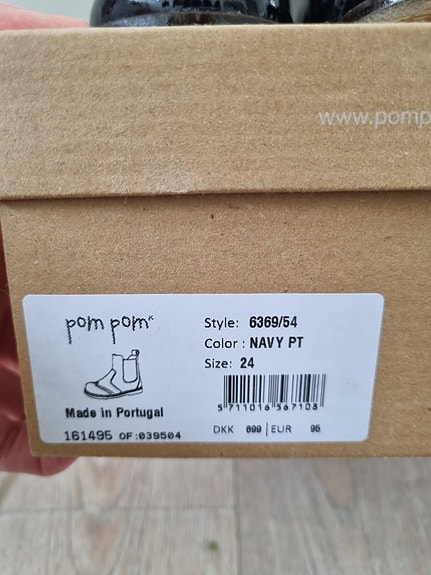 www.pomp
pom pom
Style: 6369/54
Color : NAVY PT
Size: 24
Made in Portugal
5 711016 567108
161495 OF:039504
DKK 699 | EUR 95